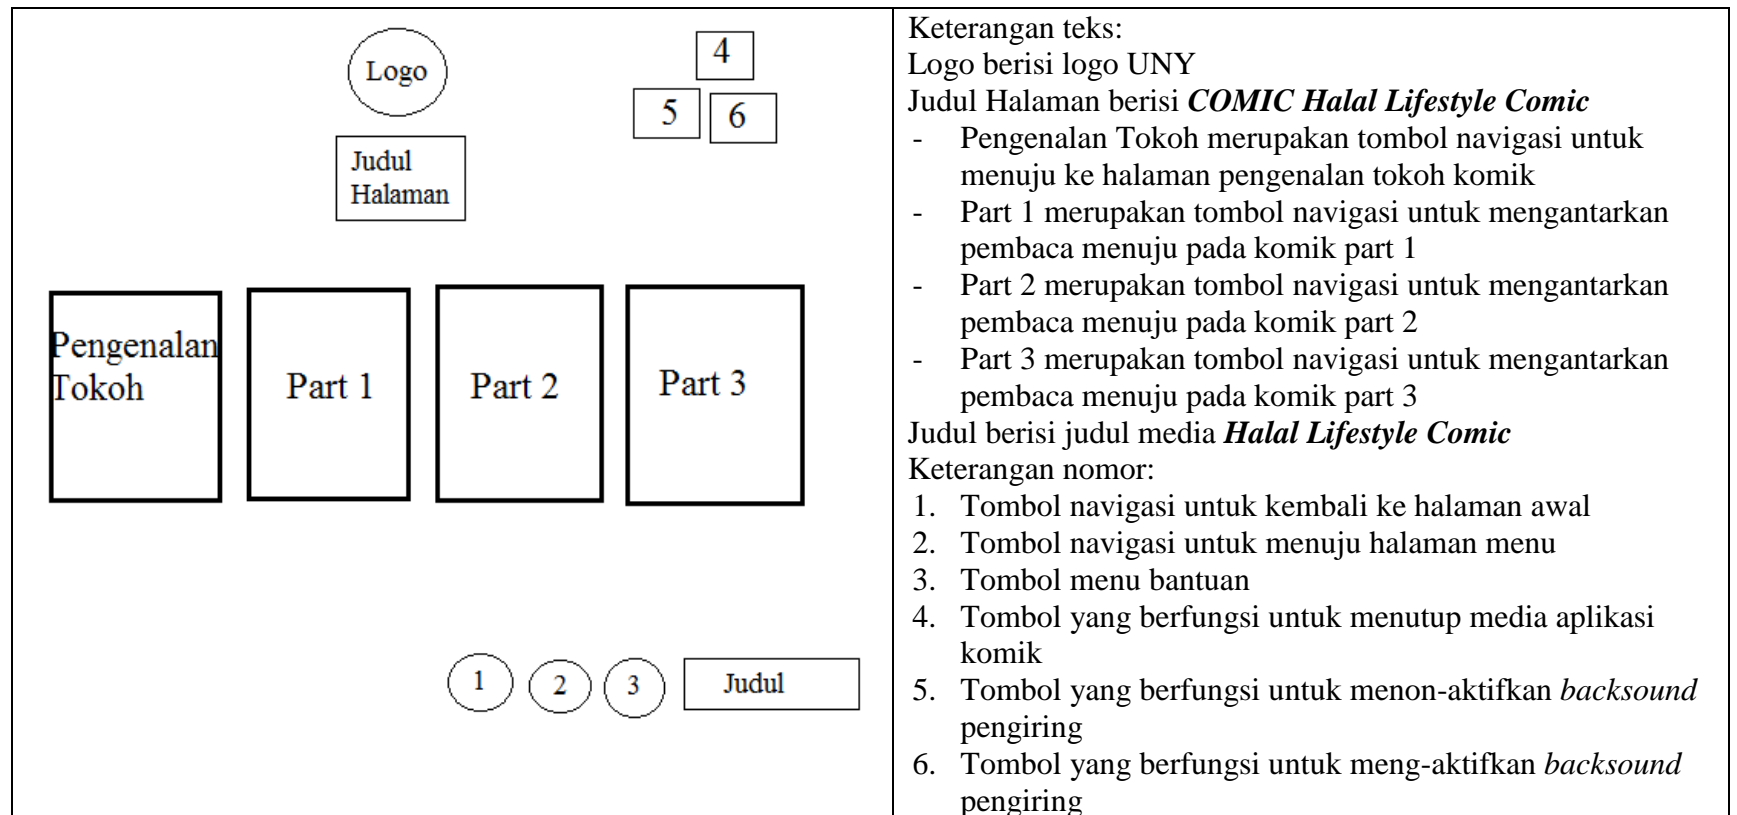 Logo
4
5
6
Judul
Halaman
Pengenalan
Tokoh
Part 1
Part 2
Part 3
1
2
3
Judul
Keterangan teks:
Logo berisi logo UNY
Judul Halaman berisi COMIC Halal Lifestyle Comic
- Pengenalan Tokoh merupakan tombol navigasi untuk
menuju ke halaman pengenalan tokoh komik
- Part 1 merupakan tombol navigasi untuk mengantarkan
pembaca menuju pada komik part 1
- Part 2 merupakan tombol navigasi untuk mengantarkan
pembaca menuju pada komik part 2
- Part 3 merupakan tombol navigasi untuk mengantarkan
pembaca menuju pada komik part 3
Judul berisi judul media Halal Lifestyle Comic
Keterangan nomor:
1. Tombol navigasi untuk kembali ke halaman awal
2. Tombol navigasi untuk menuju halaman menu
3. Tombol menu bantuan
4. Tombol yang berfungsi untuk menutup media aplikasi
komik
5. Tombol yang berfungsi untuk menon-aktifkan backsound
pengiring
6. Tombol yang berfungsi untuk meng-aktifkan backsound
pengiring